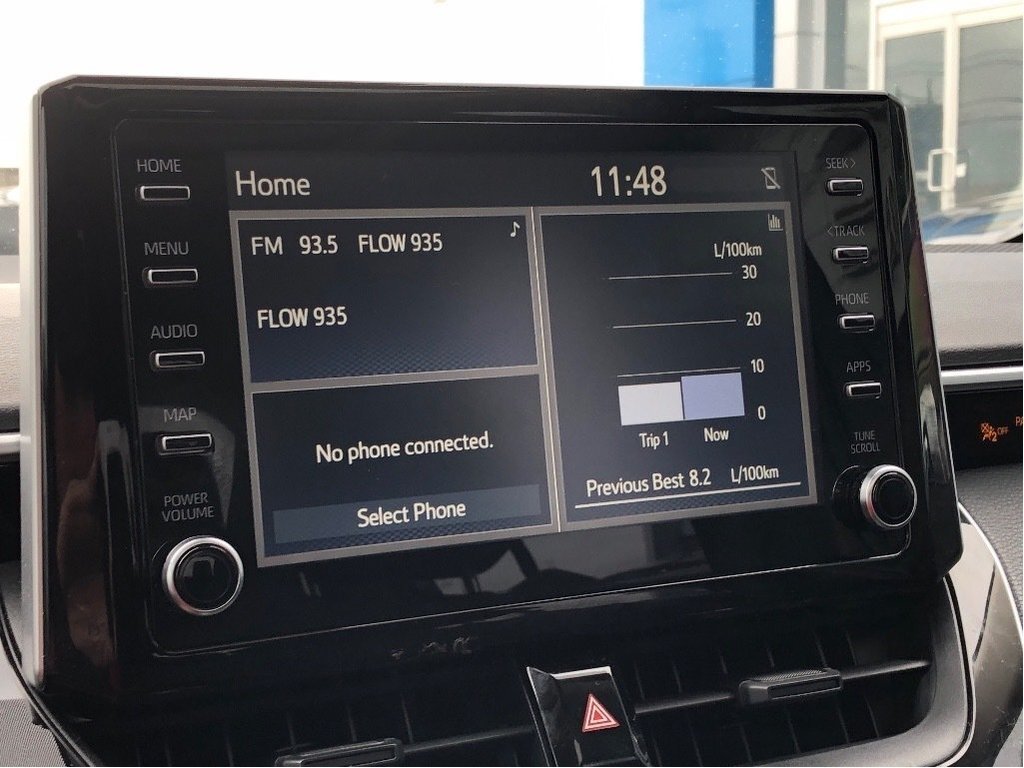 HOME
MENU
AUDIO
MAP
POWER
VOLUME
Home
11:48
FM 93.5 FLOW 935
FLOW 935
No phone connected.
Select Phone
L/100km
30
20
10
0
Trip 1 Now
Previous Best 8.2 L/100km
SEEK >
< TRACK
PHONE
APPS
TUNE
SCROLL
OFF